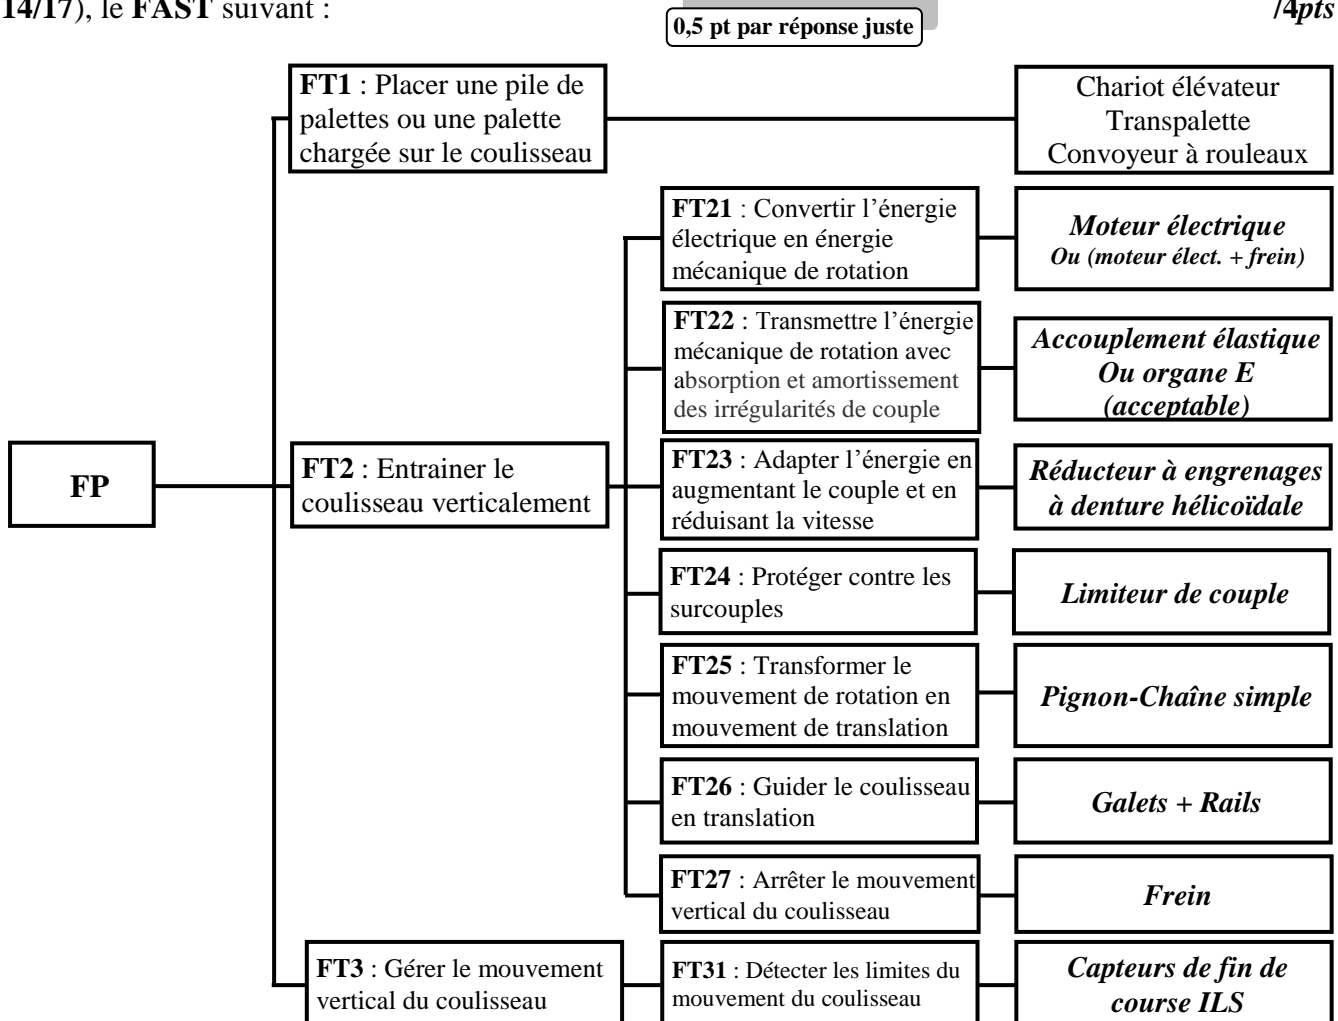 14/17), le FAST suivant :
/4pts
0,5 pt par réponse juste
FT1 : Placer une pile de
palettes ou une palette
chargée sur le coulisseau
Chariot élévateur
Transpalette
Convoyeur à rouleaux
FT21 : Convertir l’énergie
électrique en énergie
mécanique de rotation
Moteur électrique
Ou (moteur élect. + frein)
FT22 : Transmettre l’énergie
mécanique de rotation avec
absorption et amortissement
des irrégularités de couple
Accouplement élastique
Ou organe E
(acceptable)
FP
FT2 : Entrainer le
coulisseau verticalement
FT23 : Adapter l’énergie en
augmentant le couple et en
réduisant la vitesse
Réducteur à engrenages
à denture hélicoïdale
FT24 : Protéger contre les
surcouples
Limiteur de couple
FT25 : Transformer le
mouvement de rotation en
mouvement de translation
Pignon-Chaîne simple
FT26 : Guider le coulisseau
en translation
Galets + Rails
FT27 : Arrêter le mouvement
vertical du coulisseau
Frein
FT3 : Gérer le mouvement
vertical du coulisseau
FT31 : Détecter les limites du
mouvement du coulisseau
Capteurs de fin de
course ILS